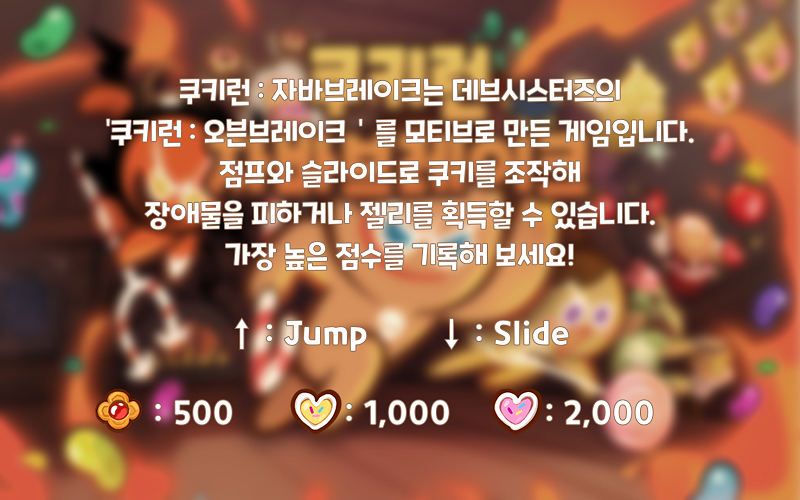 쿠키런
쿠키런 : 자바브레이크는 데브시스터즈의
'쿠키런 : 오븐브레이크 ' 를 모티브로 만든 게임입니다.
점프와 슬라이드로 쿠키를 조작해
장애물을 피하거나 젤리를 획득할 수 있습니다.
가장 높은 점수를 기록해 보세요!
↑ : Jump ↓ : Slide
: 500 : 1,000 : 2,000